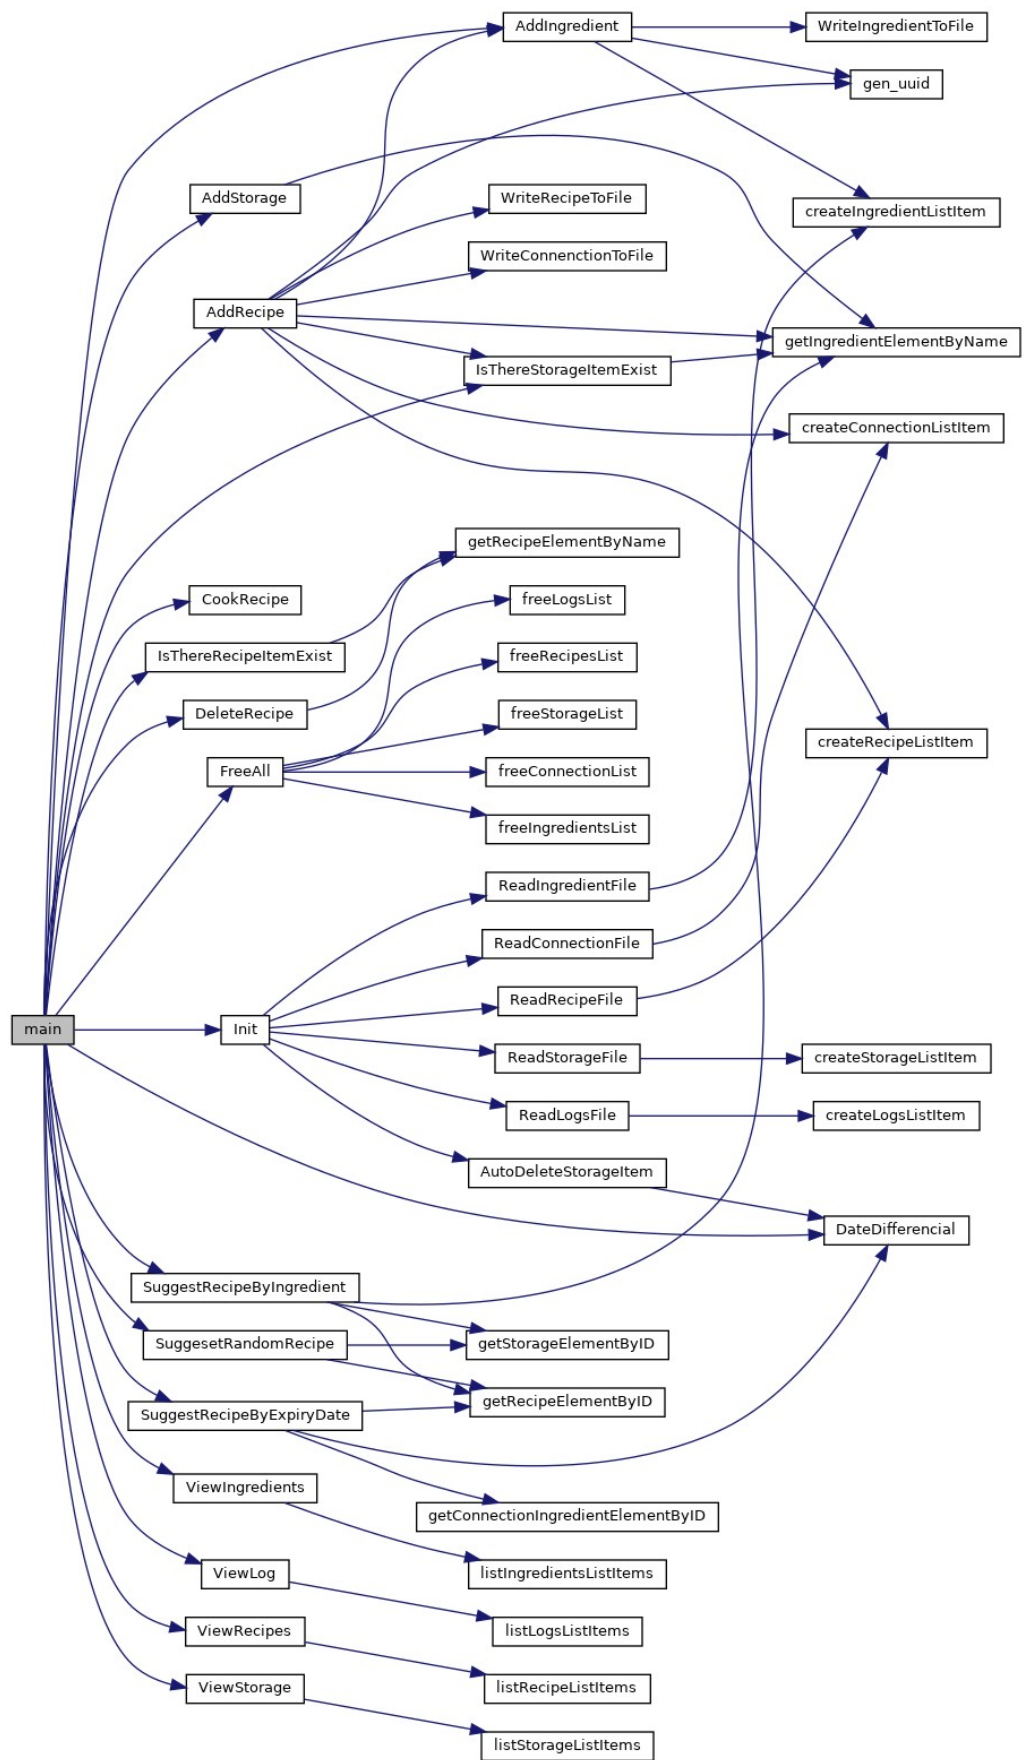 AddIngredient
WriteIngredientToFile
gen_uuid
AddStorage
WriteRecipeToFile
createIngredientListItem
WriteConnenctionToFile
AddRecipe
getIngredientElementByName
IsThereStorageItemExist
createConnectionListItem
getRecipeElementByName
CookRecipe
freeLogsList
IsThereRecipeItemExist
freeRecipesList
DeleteRecipe
freeStorageList
createRecipeListItem
FreeAll
freeConnectionList
freeIngredientsList
ReadIngredientFile
ReadConnectionFile
ReadRecipeFile
main
Init
ReadStorageFile
createStorageListItem
ReadLogsFile
createLogsListItem
AutoDeleteStorageItem
DateDifferencial
SuggestRecipeByIngredient
SuggesetRandomRecipe
getStorageElementByID
getRecipeElementByID
SuggestRecipeByExpiryDate
ViewIngredients
getConnectionIngredientElementByID
ViewLog
listIngredientsListItems
ViewRecipes
listLogsListItems
ViewStorage
listRecipeListItems
listStorageListItems